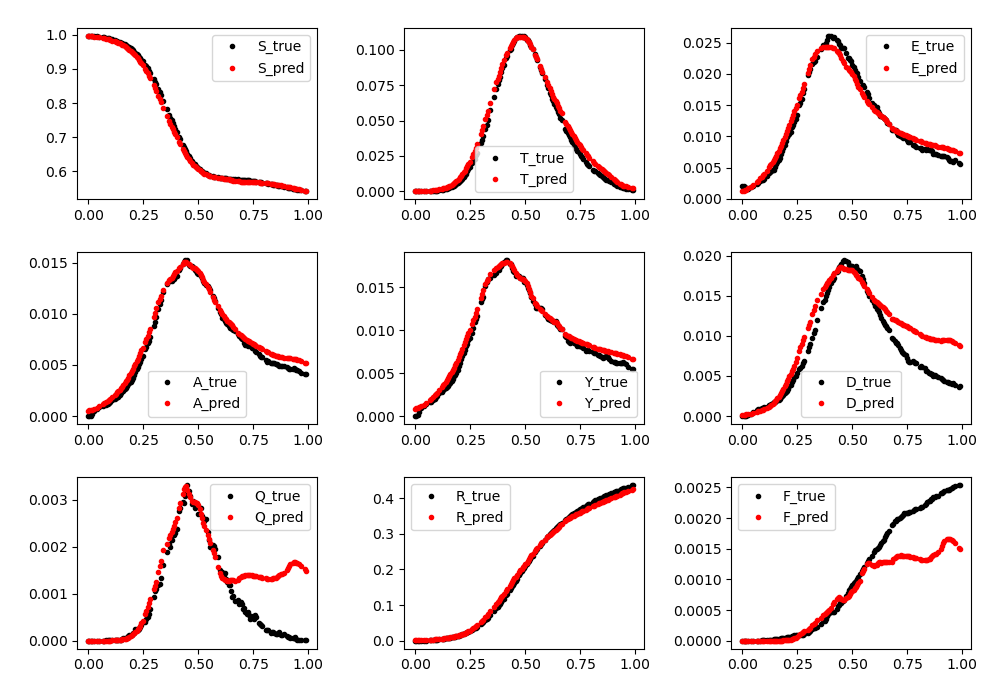 1.0
0.9
0.8
0.7
0.6
0.00 0.25 0.50 0.75 1.00
S_true
S_pred
0.100
0.075
0.050
0.025
0.000
0.00 0.25 0.50 0.75 1.00
T_true
T_pred
0.025
0.020
0.015
0.010
0.005
0.000
0.00 0.25 0.50 0.75 1.00
E_true
E_pred
0.015
0.010
0.005
0.000
0.00 0.25 0.50 0.75 1.00
A_true
A_pred
0.015
0.010
0.005
0.000
0.00 0.25 0.50 0.75 1.00
Y_true
Y_pred
0.020
0.015
0.010
0.005
0.000
0.00 0.25 0.50 0.75 1.00
D_true
D_pred
0.003
0.002
0.001
0.000
0.00 0.25 0.50 0.75 1.00
Q_true
Q_pred
0.4
0.3
0.2
0.1
0.0
0.00 0.25 0.50 0.75 1.00
R_true
R_pred
0.0025
0.0020
0.0015
0.0010
0.0005
0.0000
0.00 0.25 0.50 0.75 1.00
F_true
F_pred